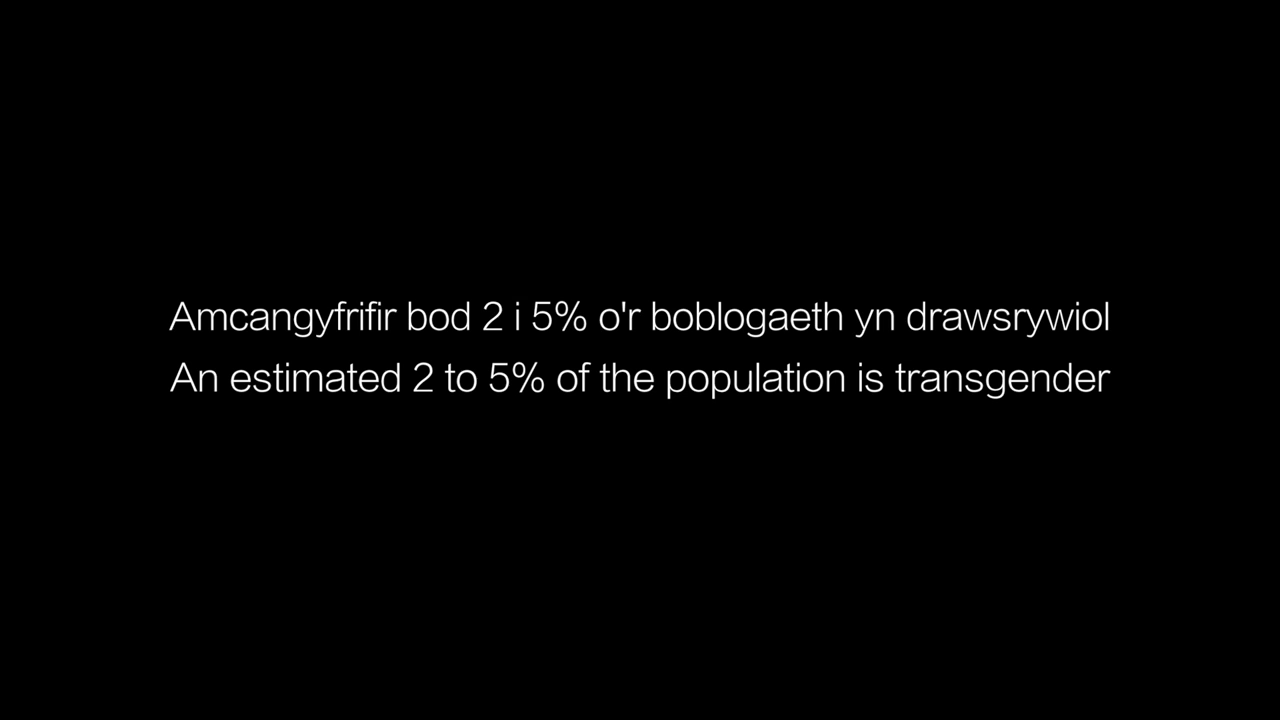 Amcangyfrifir bod 2 i 5% o'r boblogaeth yn drawsrywiol
An estimated 2 to 5% of the population is transgender